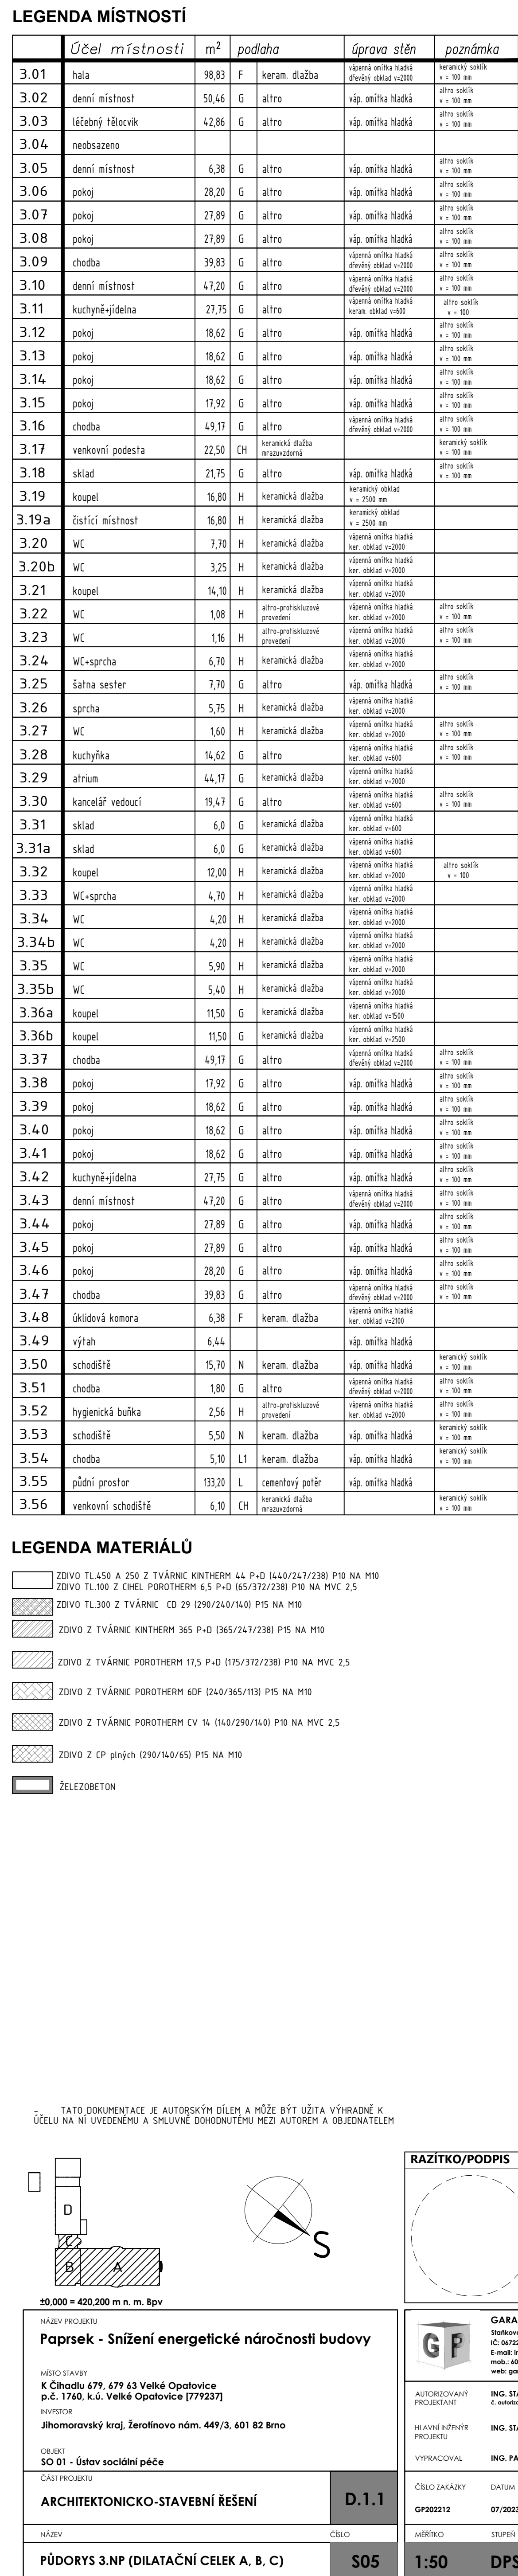 LEGENDA MÍSTNOSTÍ
Účel místnosti m² podlaha úprava stěn poznámka
3.01 hala 98,83 F keram. dlažba vápenná omítka hladká dřevěný obklad v=2000 keramický soklík v = 100 mm
3.02 denní místnost 50,46 G altro váp. omítka hladká altro soklík v = 100 mm
3.03 léčebný tělocvik 42,86 G altro váp. omítka hladká altro soklík v = 100 mm
3.04 neobsazeno
3.05 denní místnost 6,38 G altro váp. omítka hladká altro soklík v = 100 mm
3.06 pokoj 28,20 G altro váp. omítka hladká altro soklík v = 100 mm
3.07 pokoj 27,89 G altro váp. omítka hladká altro soklík v = 100 mm
3.08 pokoj 27,89 G altro váp. omítka hladká altro soklík v = 100 mm
3.09 chodba 39,83 G altro vápenná omítka hladká dřevěný obklad v=2000 altro soklík v = 100 mm
3.10 denní místnost 47,20 G altro vápenná omítka hladká dřevěný obklad v=2000 altro soklík v = 100 mm
3.11 kuchyně+jídelna 27,75 G altro vápenná omítka hladká keram. obklad v=600 altro soklík v = 100
3.12 pokoj 18,62 G altro váp. omítka hladká altro soklík v = 100 mm
3.13 pokoj 18,62 G altro váp. omítka hladká altro soklík v = 100 mm
3.14 pokoj 18,62 G altro váp. omítka hladká altro soklík v = 100 mm
3.15 pokoj 17,92 G altro váp. omítka hladká altro soklík v = 100 mm
3.16 chodba 49,17 G altro vápenná omítka hladká dřevěný obklad v=2000 altro soklík v = 100 mm
3.17 venkovní podesta 22,50 CH keramická dlažba mrazuvzdorná keramický soklík v = 100 mm
3.18 sklad 21,75 G altro váp. omítka hladká altro soklík v = 100 mm
3.19 koupel 16,80 H keramická dlažba keramický obklad v = 2500 mm
3.19a čistící místnost 16,80 H keramická dlažba keramický obklad v = 2500 mm
3.20 WC 7,70 H keramická dlažba vápenná omítka hladká ker. obklad v=2000
3.20b WC 3,25 H keramická dlažba vápenná omítka hladká ker. obklad v=2000
3.21 koupel 14,10 H keramická dlažba vápenná omítka hladká ker. obklad v=2000
3.22 WC 1,08 H altro-protiskluzové provedení vápenná omítka hladká ker. obklad v=2000 altro soklík v = 100 mm
3.23 WC 1,16 H altro-protiskluzové provedení vápenná omítka hladká ker. obklad v=2000 altro soklík v = 100 mm
3.24 WC+sprcha 6,70 H keramická dlažba vápenná omítka hladká ker. obklad v=2000
3.25 šatna sester 7,70 G altro váp. omítka hladká altro soklík v = 100 mm
3.26 sprcha 5,75 H keramická dlažba vápenná omítka hladká ker. obklad v=2000
3.27 WC 1,60 H keramická dlažba vápenná omítka hladká ker. obklad v=2000 altro soklík v = 100 mm
3.28 kuchyňka 14,62 G altro vápenná omítka hladká ker. obklad v=600 altro soklík v = 100 mm
3.29 atrium 44,17 G keramická dlažba vápenná omítka hladká ker. obklad v=2000
3.30 kancelář vedoucí 19,47 G altro vápenná omítka hladká ker. obklad v=600 altro soklík v = 100 mm
3.31 sklad 6,0 G keramická dlažba vápenná omítka hladká ker. obklad v=600
3.31a sklad 6,0 G keramická dlažba vápenná omítka hladká ker. obklad v=600
3.32 koupel 12,00 H keramická dlažba vápenná omítka hladká ker. obklad v=2000 altro soklík v = 100
3.33 WC+sprcha 4,70 H keramická dlažba vápenná omítka hladká ker. obklad v=2000
3.34 WC 4,20 H keramická dlažba vápenná omítka hladká ker. obklad v=2000
3.34b WC 4,20 H keramická dlažba vápenná omítka hladká ker. obklad v=2000
3.35 WC 5,90 H keramická dlažba vápenná omítka hladká ker. obklad v=2000
3.35b WC 5,40 H keramická dlažba vápenná omítka hladká ker. obklad v=2000
3.36a koupel 11,50 G keramická dlažba vápenná omítka hladká ker. obklad v=1500
3.36b koupel 11,50 G keramická dlažba vápenná omítka hladká ker. obklad v=2500
3.37 chodba 49,17 G altro vápenná omítka hladká dřevěný obklad v=2000 altro soklík v = 100 mm
3.38 pokoj 17,92 G altro váp. omítka hladká altro soklík v = 100 mm
3.39 pokoj 18,62 G altro váp. omítka hladká altro soklík v = 100 mm
3.40 pokoj 18,62 G altro váp. omítka hladká altro soklík v = 100 mm
3.41 pokoj 18,62 G altro váp. omítka hladká altro soklík v = 100 mm
3.42 kuchyně+jídelna 27,75 G altro váp. omítka hladká altro soklík v = 100 mm
3.43 denní místnost 47,20 G altro vápenná omítka hladká dřevěný obklad v=2000 altro soklík v = 100 mm
3.44 pokoj 27,89 G altro váp. omítka hladká altro soklík v = 100 mm
3.45 pokoj 27,89 G altro váp. omítka hladká altro soklík v = 100 mm
3.46 pokoj 28,20 G altro váp. omítka hladká altro soklík v = 100 mm
3.47 chodba 39,83 G altro vápenná omítka hladká dřevěný obklad v=2000 altro soklík v = 100 mm
3.48 úklidová komora 6,38 F keram. dlažba vápenná omítka hladká ker. obklad v=2100
3.49 výtah 6,44 váp. omítka hladká
3.50 schodiště 15,70 N keram. dlažba váp. omítka hladká keramický soklík v = 100 mm
3.51 chodba 1,80 G altro vápenná omítka hladká dřevěný obklad v=2000 altro soklík v = 100 mm
3.52 hygienická buňka 2,56 H altro-protiskluzové provedení vápenná omítka hladká ker. obklad v=2000 altro soklík v = 100 mm
3.53 schodiště 5,50 N keram. dlažba váp. omítka hladká keramický soklík v = 100 mm
3.54 chodba 5,10 L1 keram. dlažba váp. omítka hladká keramický soklík v = 100 mm
3.55 půdní prostor 133,20 L cementový potěr váp. omítka hladká
3.56 venkovní schodiště 6,10 CH keramická dlažba mrazuvzdorná keramický soklík v = 100 mm
LEGENDA MATERIÁLŮ
ZDIVO TL.450 A 250 Z TVÁRNIC KINTHERM 44 P+D (440/247/238) P10 NA M10
ZDIVO TL.100 Z CIHEL POROTHERM 6,5 P+D (65/372/238) P10 NA MVC 2,5
ZDIVO TL.300 Z TVÁRNIC CD 29 (290/240/140) P15 NA M10
ZDIVO Z TVÁRNIC KINTHERM 365 P+D (365/247/238) P15 NA M10
ZDIVO Z TVÁRNIC POROTHERM 17,5 P+D (175/372/238) P10 NA MVC 2,5
ZDIVO Z TVÁRNIC POROTHERM 6DF (240/365/113) P15 NA M10
ZDIVO Z TVÁRNIC POROTHERM CV 14 (140/290/140) P10 NA MVC 2,5
ZDIVO Z CP plných (290/140/65) P15 NA M10
ŽELEZOBETON
- TATO DOKUMENTACE JE AUTORSKÝM DÍLEM A MŮŽE BÝT UŽITA VÝHRADNĚ K
ÚČELU NA NÍ UVEDENÉMU A SMLUVNĚ DOHODNUTÉMU MEZI AUTOREM A OBJEDNATELEM
RAZÍTKO/PODPIS
D
C
B A
S
±0,000 = 420,200 m n. m. Bpv
NÁZEV PROJEKTU
Paprsek - Snížení energetické náročnosti budovy
MÍSTO STAVBY
K Čihadlu 679, 679 63 Velké Opatovice
p.č. 1760, k.ú. Velké Opatovice [779237]
INVESTOR
Jihomoravský kraj, Žerotínovo nám. 449/3, 601 82 Brno
OBJEKT
SO 01 - Ústav sociální péče
ČÁST PROJEKTU
ARCHITEKTONICKO-STAVEBNÍ ŘEŠENÍ
D.1.1
NÁZEV ČÍSLO
PŮDORYS 3.NP (DILATAČNÍ CELEK A, B, C) S05
GP
GARA
Staňkova
IČ: 0672
E-mail: i
mob.: 60
web: ga
AUTORIZOVANÝ PROJEKTANT ING. STA
č. autoriza
HLAVNÍ INŽENÝR PROJEKTU ING. STA
VYPRACOVAL ING. PA
ČÍSLO ZAKÁZKY DATUM
GP202212 07/2023
MĚŘÍTKO STUPEŇ
1:50 DPS